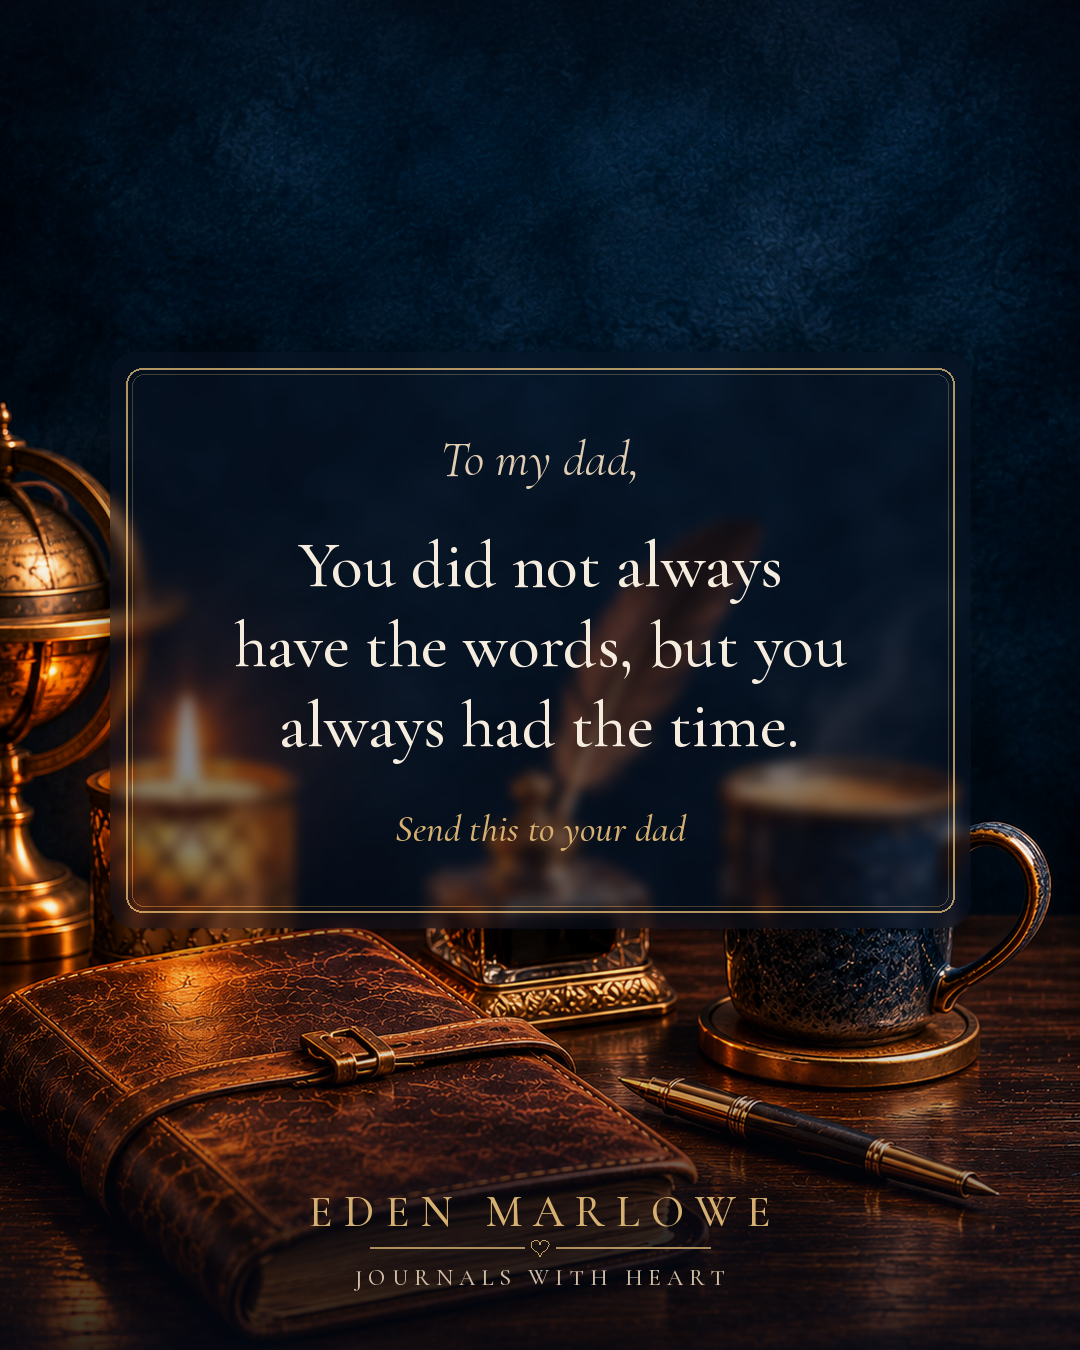 To my dad,
You did not always
have the words, but you
always had the time.
Send this to your dad
EDEN MARLOWE
JOURNALS WITH HEART